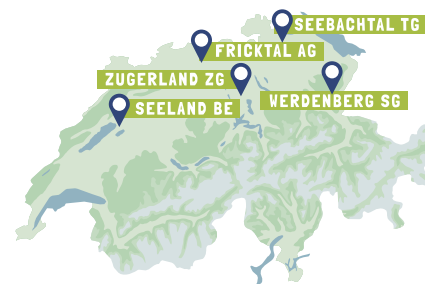 SEEBACHTAL TG
FRICKTAL AG
ZUGERLAND ZG
WERDENBERG SG
SEELAND BE